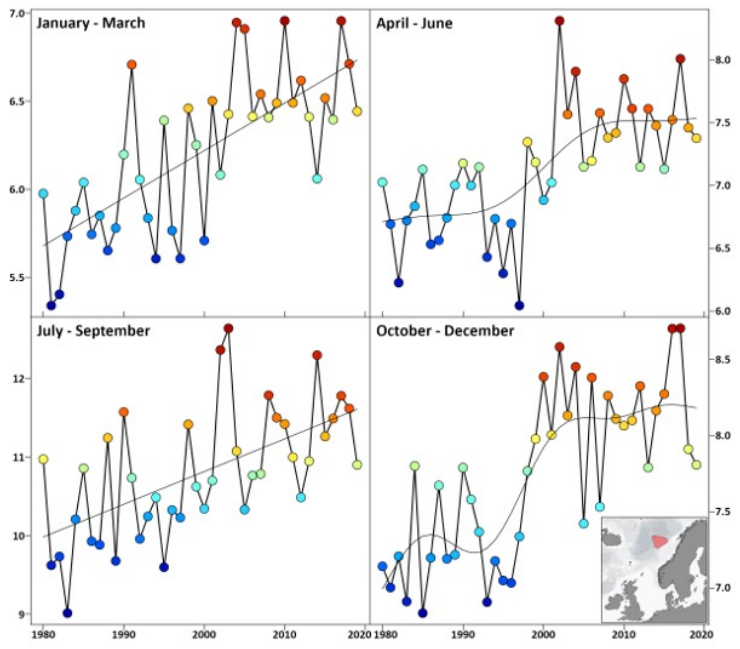 January - March
April - June
7.0
6.5
6.0
5.5
8.0
7.5
7.0
6.5
6.0
July - September
October - December
12
11
10
9
8.5
8.0
7.5
7.0
1980 1990 2000 2010 2020
1980 1990 2000 2010 2020